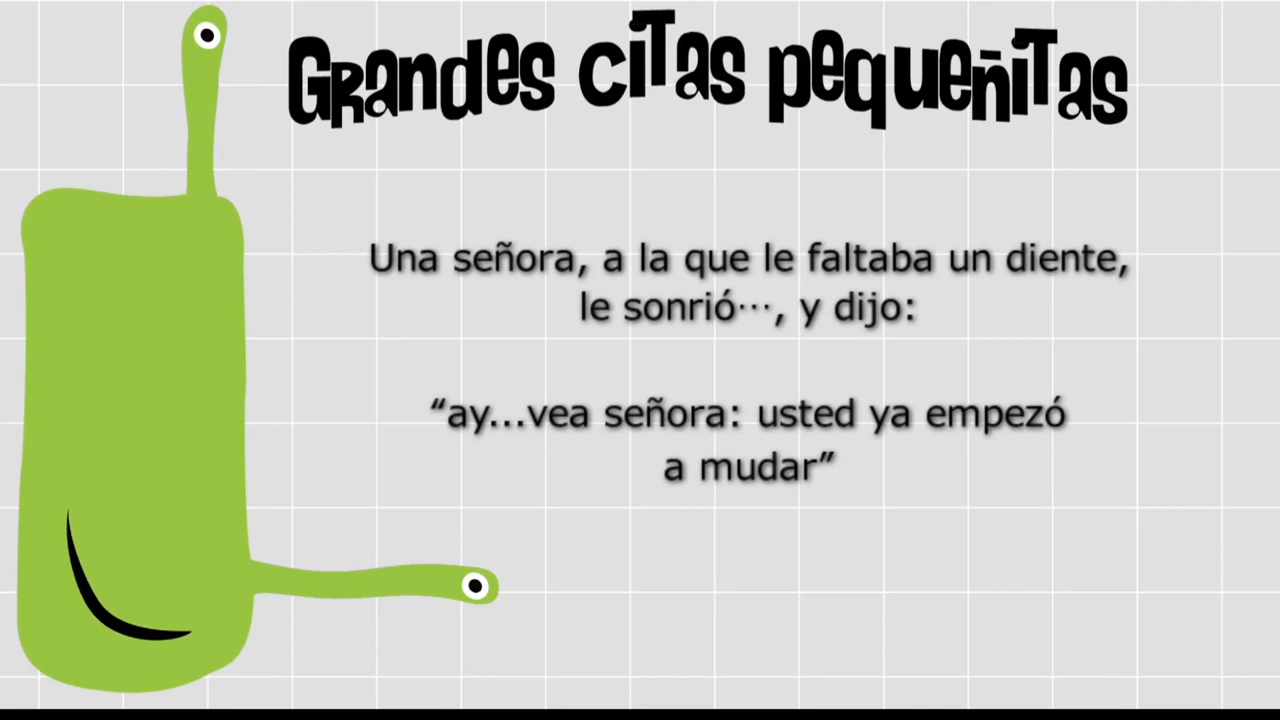 Grandes citas pequeñitas
Una señora, a la que le faltaba un diente,
le sonrió⋯, y dijo:
“ay...vea señora: usted ya empezó
a mudar”